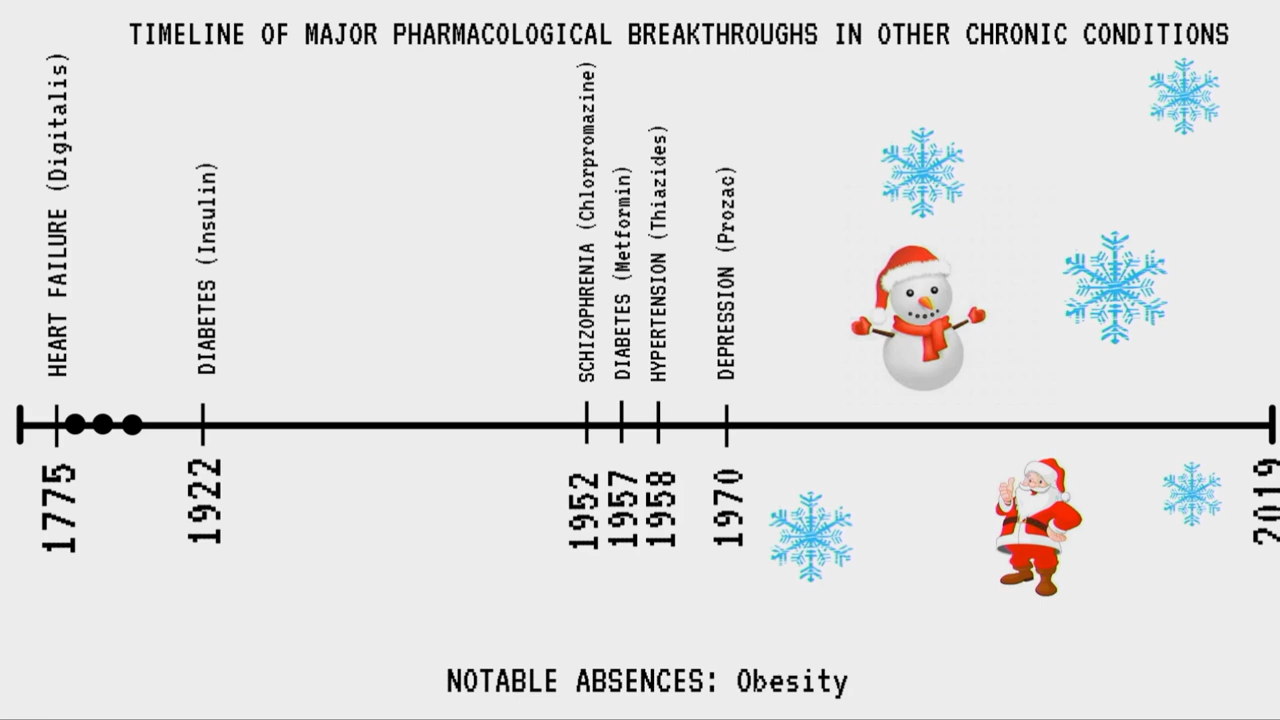 TIMELINE OF MAJOR PHARMACOLOGICAL BREAKTHROUGHS IN OTHER CHRONIC CONDITIONS
HEART FAILURE (Digitalis)
DIABETES (Insulin)
SCHIZOPHRENIA (Chlorpromazine)
DIABETES (Metformin)
HYPERTENSION (Thiazides)
DEPRESSION (Prozac)
1775
1922
1952
1957
1958
1970
2019
NOTABLE ABSENCES: Obesity